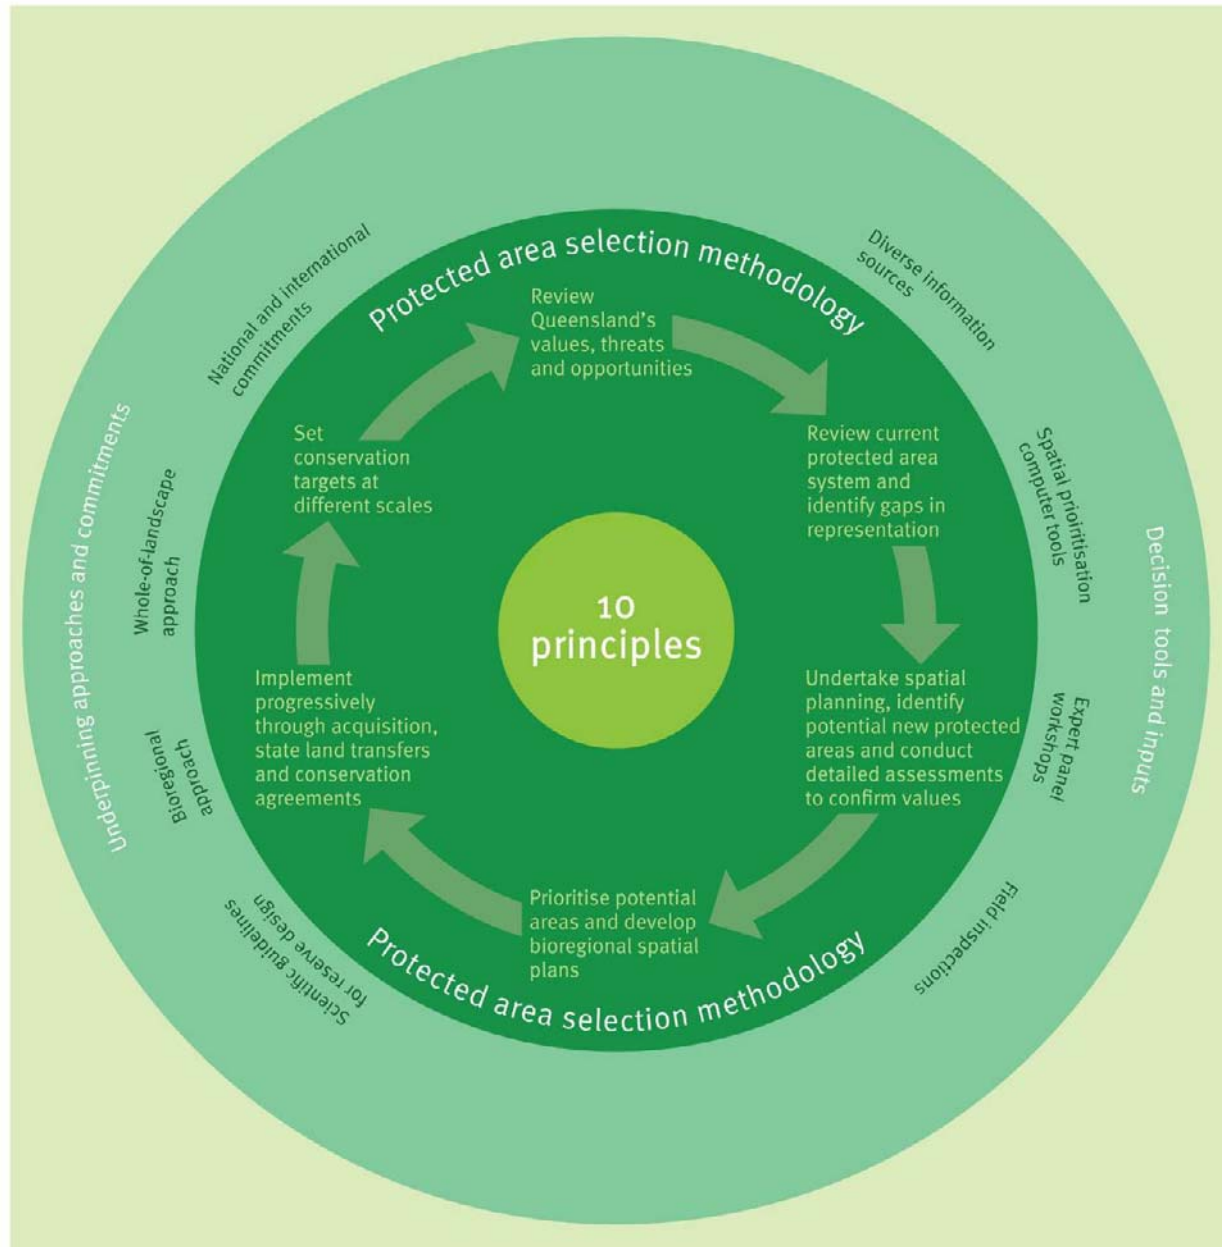 Protected area selection methodology
Review
Queensland's
values, threats
and opportunities
Review current
protected area
system and
identify gaps in
representation
Undertake spatial
planning, identify
potential new protected
areas and conduct
detailed assessments
to confirm values
Prioritise potential
areas and develop
bioregional spatial
plans
Implement
progressively
through acquisition,
state land transfers
and conservation
agreements
Set
conservation
targets at
different scales
10
principles
Protected area selection methodology
Underpinning approaches and commitments
National and international
commitments
Whole-of-landscape
approach
Bioregional
approach
Scientific guidelines
for reserve design
Decision tools and inputs
Diverse information
sources
Spatial prioiritisation
computer tools
Expert panel
workshops
Field inspections